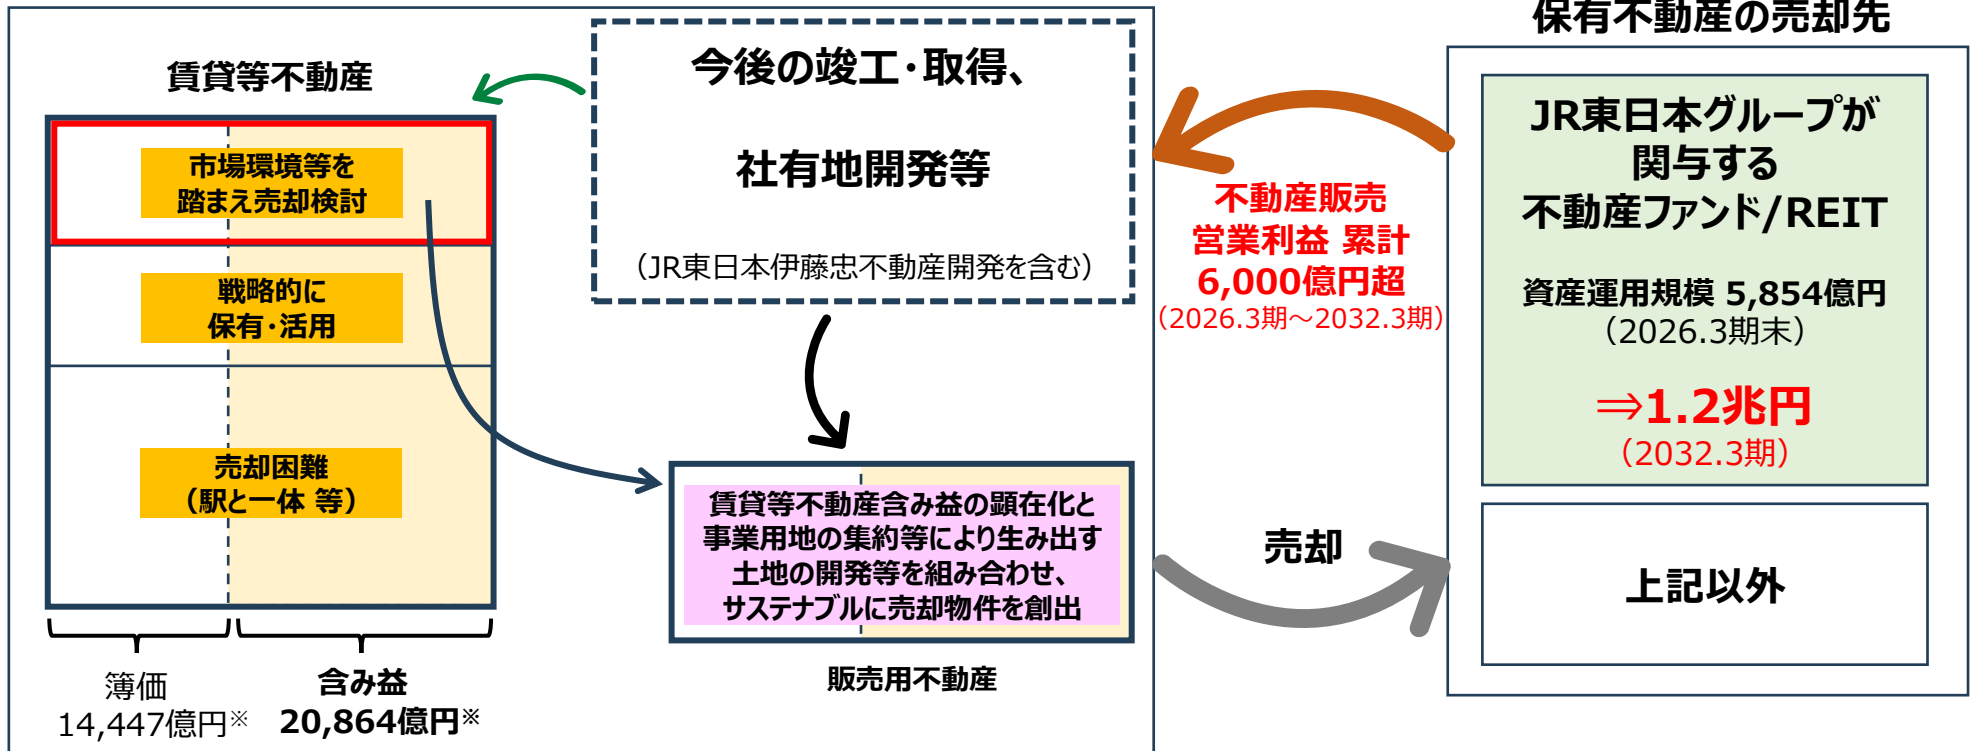 賃貸等不動産
市場環境等を
踏まえ売却検討
戦略的に
保有・活用
売却困難
（駅と一体 等）
簿価
14,447億円※
含み益
20,864億円※
今後の竣工・取得、
社有地開発等
（JR東日本伊藤忠不動産開発を含む）
賃貸等不動産含み益の顕在化と
事業用地の集約等により生み出す
土地の開発等を組み合わせ、
サステナブルに売却物件を創出
販売用不動産
不動産販売
営業利益 累計
6,000億円超
（2026.3期～2032.3期）
売却
保有不動産の売却先
JR東日本グループが
関与する
不動産ファンド/REIT
資産運用規模 5,854億円
（2026.3期末）
⇒1.2兆円
（2032.3期）
上記以外